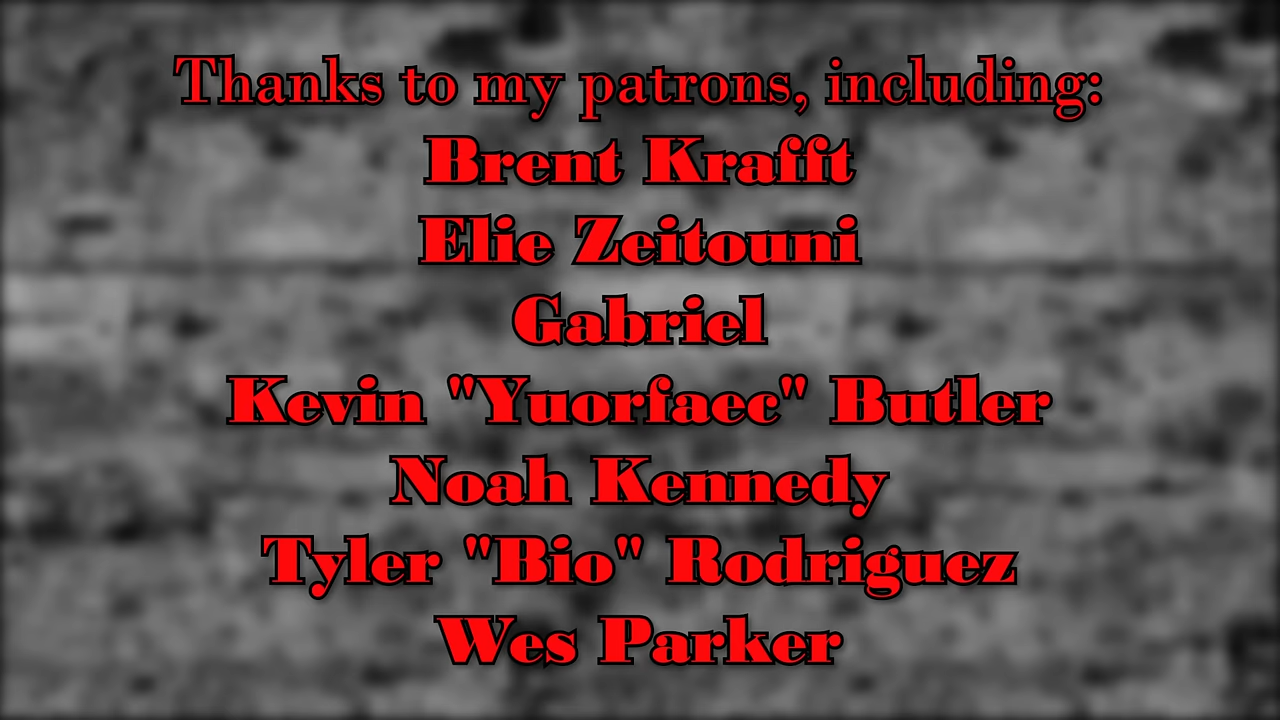 Thanks to my patrons, including:
Brent Krafft
Elie Zeitouni
Gabriel
Kevin "Yuorfaec" Butler
Noah Kennedy
Tyler "Bio" Rodriguez
Wes Parker